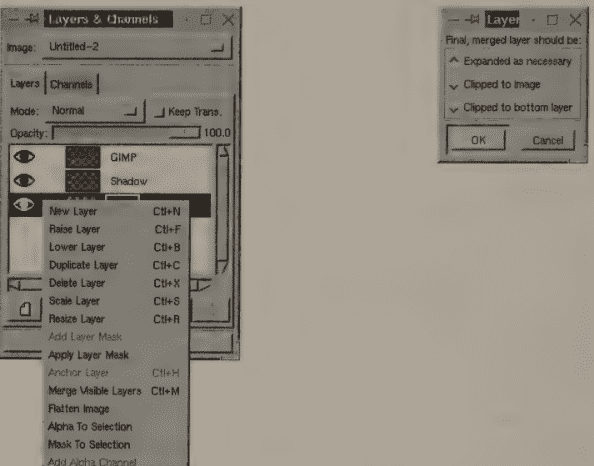 Layers & Channels
Image: Untitled-2
Layers Channels
Mode: Normal Keep Trans.
Opacity: 100.0
GIMP
Shadow
New Layer Ctl+N
Raise Layer Ctl+F
Lower Layer Ctl+B
Duplicate Layer Ctl+C
Delete Layer Ctl+X
Scale Layer Ctl+S
Resize Layer Ctl+R
Add Layer Mask
Apply Layer Mask
Anchor Layer Ctl+H
Merge Visible Layers Ctl+M
Flatten Image
Alpha To Selection
Mask To Selection
Add Alpha Channel
Layer
Final, merged layer should be:
Expanded as necessary
Clipped to image
Clipped to bottom layer
OK Cancel